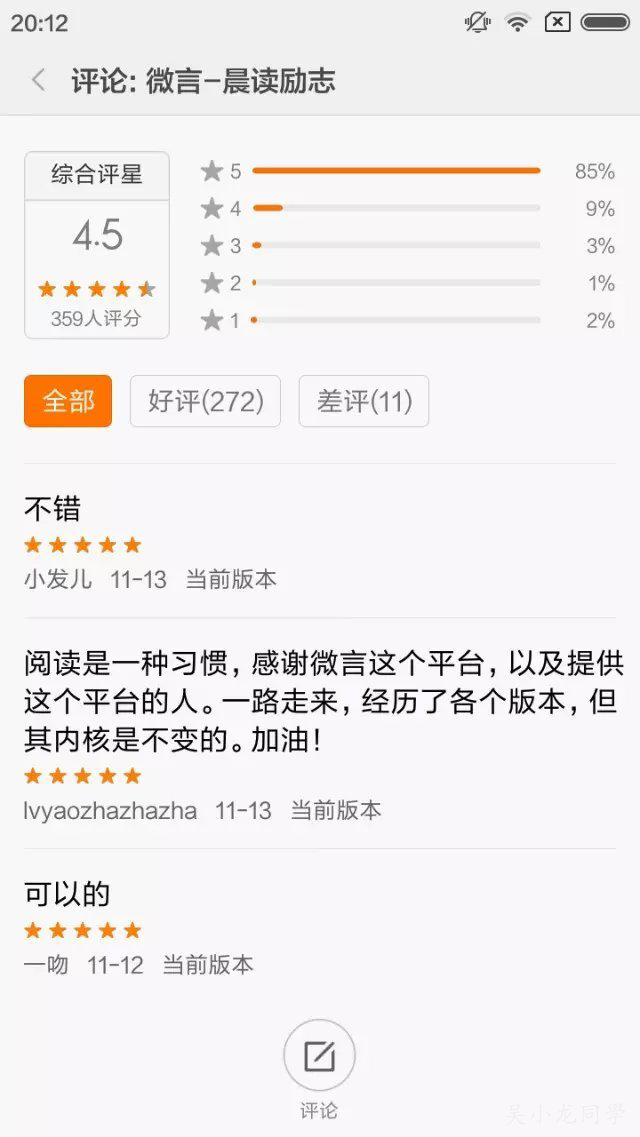 20:12
评论: 微言-晨读励志
综合评星
4.5
359人评分
5 85%
4 9%
3 3%
2 1%
1 2%
全部 好评(272) 差评(11)
不错
小发儿 11-13 当前版本
阅读是一种习惯，感谢微言这个平台，以及提供
这个平台的人。一路走来，经历了各个版本，但
其内核是不变的。加油！
lvyaozhazhazha 11-13 当前版本
可以的
一吻 11-12 当前版本
评论
吴小龙同學